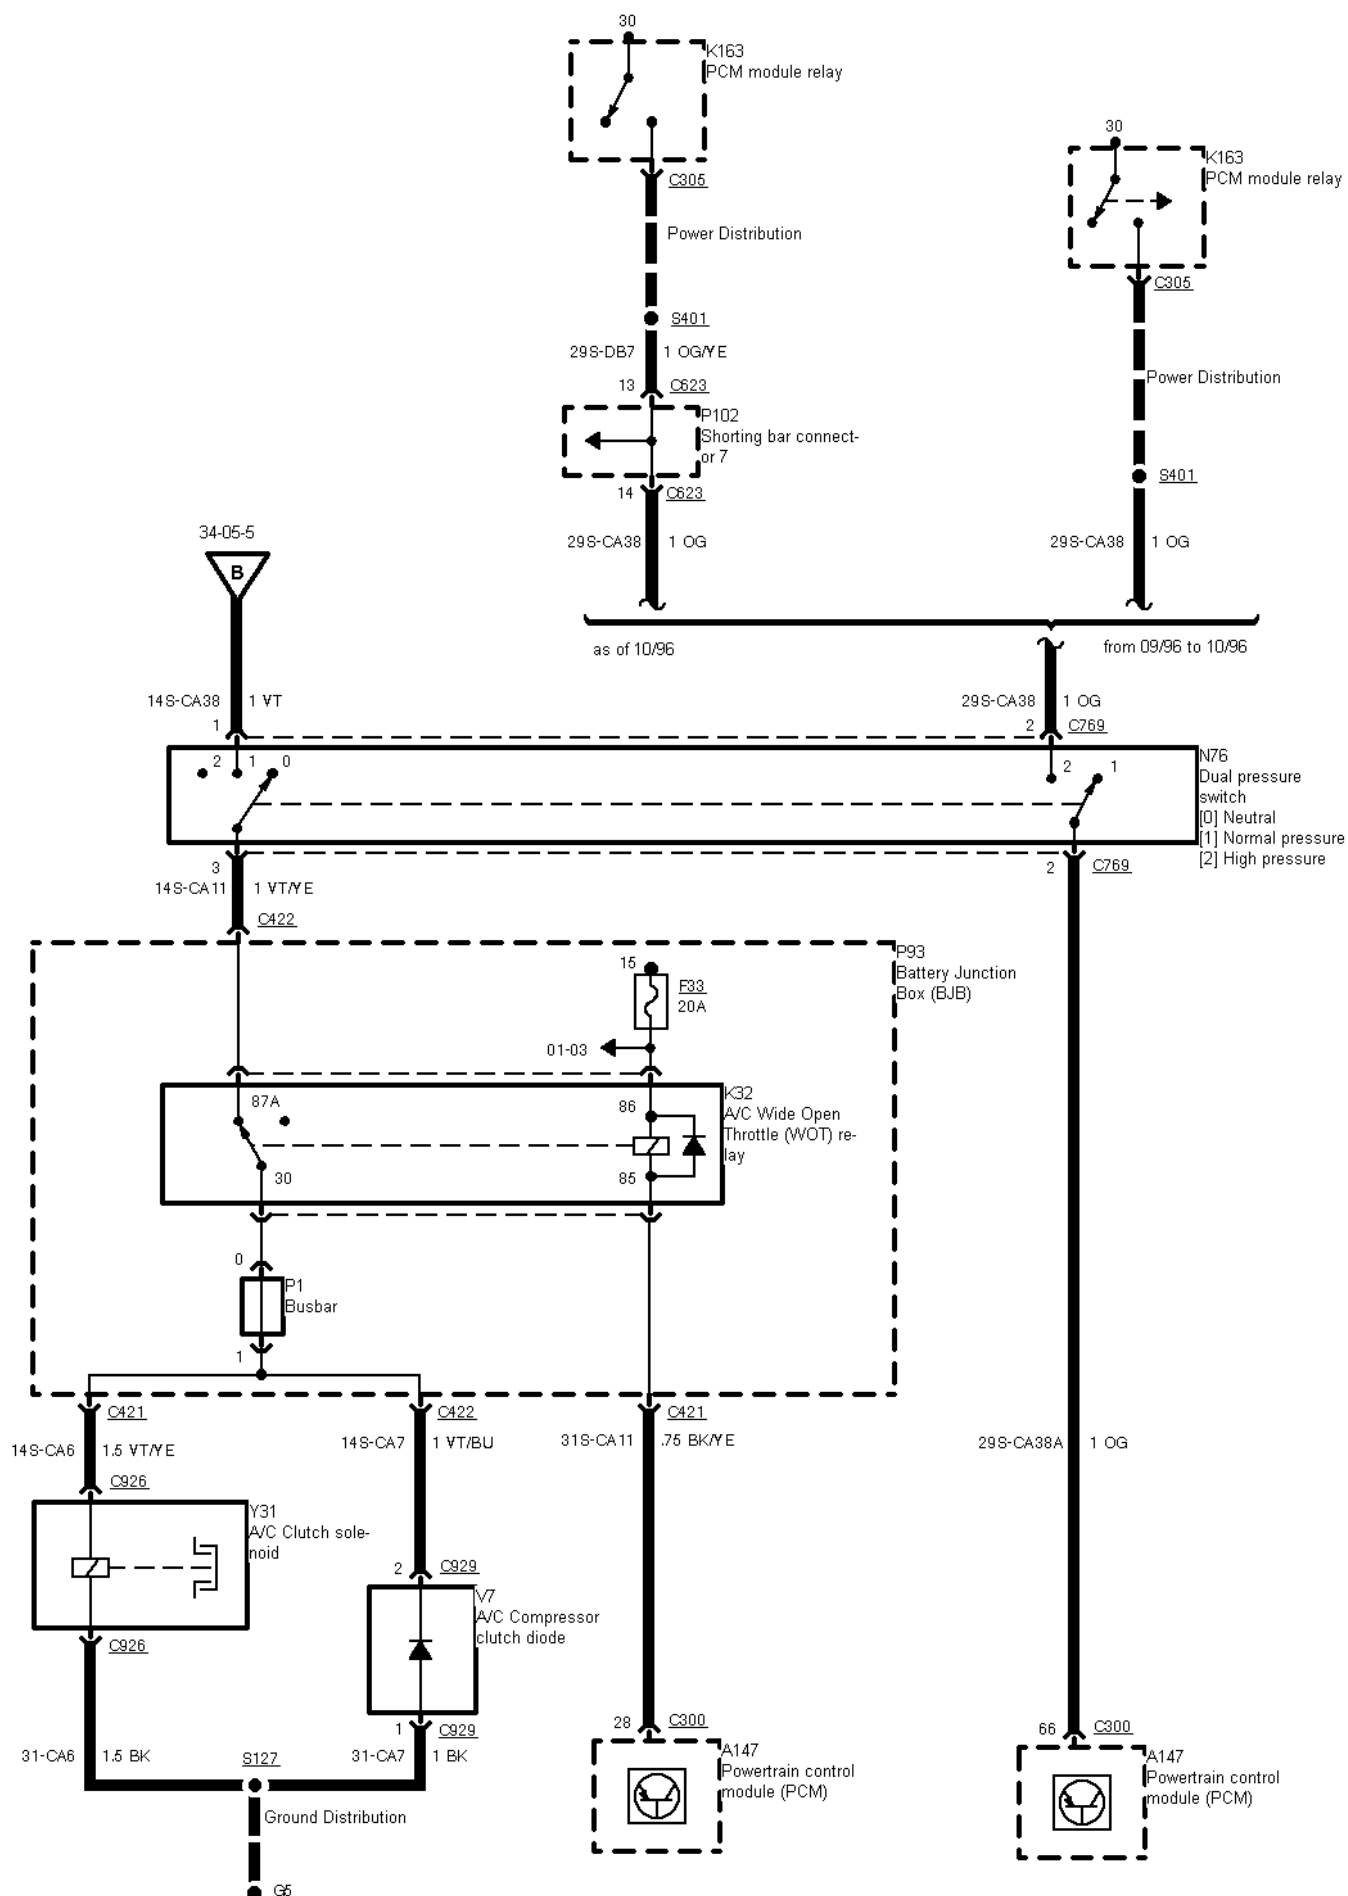 30
K163
PCM module relay
C305
Power Distribution
S401
29S-DB7 1 OG/YE
13 C623
P102
Shorting bar connect-
or 7
14 C623
29S-CA38 1 OG
as of 10/96
30
K163
PCM module relay
C305
Power Distribution
S401
29S-CA38 1 OG
from 09/96 to 10/96
34-05-5
B
14S-CA38 1 VT
1
29S-CA38 1 OG
2 C769
2 1 0
2 1
N76
Dual pressure
switch
[0] Neutral
[1] Normal pressure
[2] High pressure
3
14S-CA11 1 VT/YE
C422
2 C769
P93
Battery Junction
Box (BJB)
15
F33
20A
01-03
87A
30
86
85
K32
A/C Wide Open
Throttle (WOT) re-
lay
0
P1
Busbar
1
C421
14S-CA6 1.5 VT/YE
C926
C422
14S-CA7 1 VT/BU
C421
31S-CA11 .75 BK/YE
29S-CA38A 1 OG
Y31
A/C Clutch sole-
noid
C926
2 C929
V7
A/C Compressor
clutch diode
1 C929
31-CA6 1.5 BK
S127
31-CA7 1 BK
Ground Distribution
G5
28 C300
A147
Powertrain control
module (PCM)
66 C300
A147
Powertrain control
module (PCM)